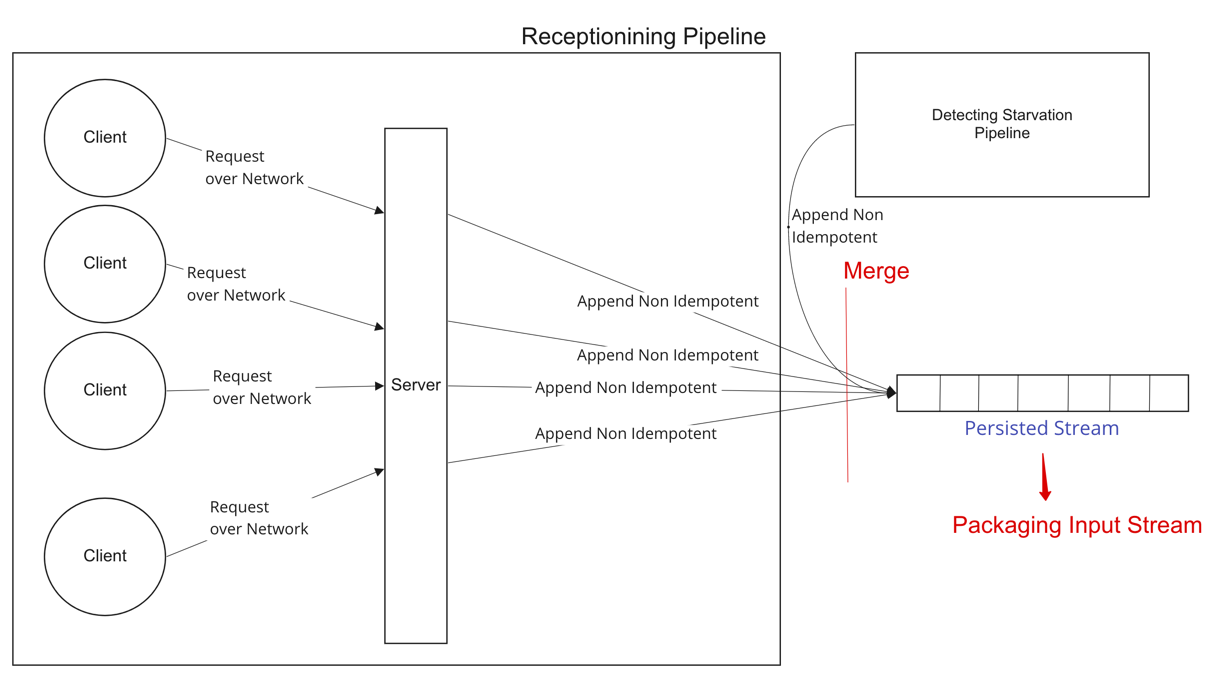 Receptionining Pipeline
Client
Request
over Network
Client
Request
over Network
Client
Request
over Network
Client
Request
over Network
Server
Append Non Idempotent
Append Non Idempotent
Append Non Idempotent
Append Non Idempotent
Detecting Starvation
Pipeline
Append Non
Idempotent
Merge
Persisted Stream
Packaging Input Stream